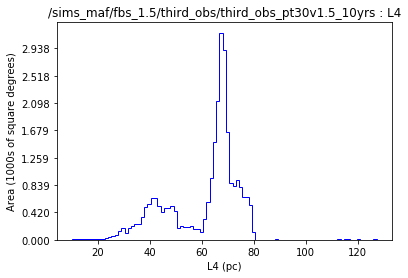 /sims_maf/fbs_1.5/third_obs/third_obs_pt30v1.5_10yrs : L4
2.938
2.518
2.098
1.679
1.259
0.839
0.420
0.000
Area (1000s of square degrees)
20 40 60 80 100 120
L4 (pc)